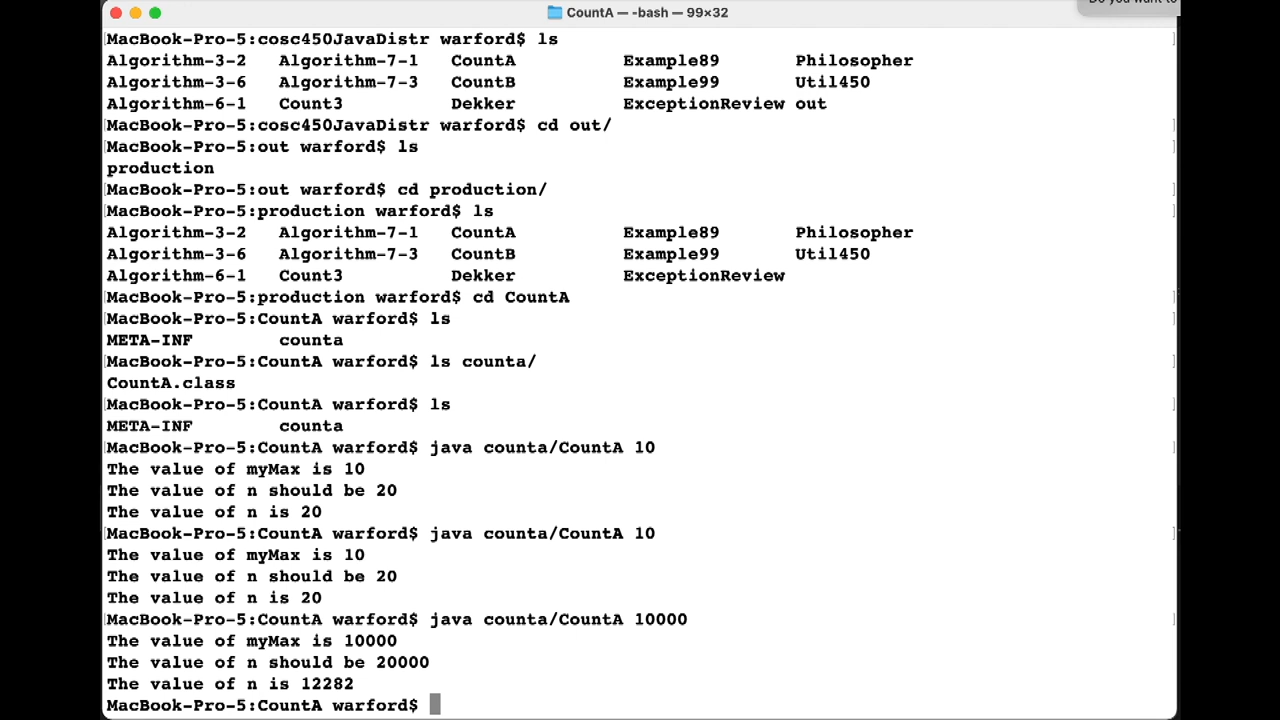 Do you want to
CountA — -bash — 99×32
MacBook-Pro-5:cosc450JavaDistr warford$ ls
Algorithm-3-2 Algorithm-7-1 CountA Example89 Philosopher
Algorithm-3-6 Algorithm-7-3 CountB Example99 Util450
Algorithm-6-1 Count3 Dekker ExceptionReview out
MacBook-Pro-5:cosc450JavaDistr warford$ cd out/
MacBook-Pro-5:out warford$ ls
production
MacBook-Pro-5:out warford$ cd production/
MacBook-Pro-5:production warford$ ls
Algorithm-3-2 Algorithm-7-1 CountA Example89 Philosopher
Algorithm-3-6 Algorithm-7-3 CountB Example99 Util450
Algorithm-6-1 Count3 Dekker ExceptionReview
MacBook-Pro-5:production warford$ cd CountA
MacBook-Pro-5:CountA warford$ ls
META-INF counta
MacBook-Pro-5:CountA warford$ ls counta/
CountA.class
MacBook-Pro-5:CountA warford$ ls
META-INF counta
MacBook-Pro-5:CountA warford$ java counta/CountA 10
The value of myMax is 10
The value of n should be 20
The value of n is 20
MacBook-Pro-5:CountA warford$ java counta/CountA 10
The value of myMax is 10
The value of n should be 20
The value of n is 20
MacBook-Pro-5:CountA warford$ java counta/CountA 10000
The value of myMax is 10000
The value of n should be 20000
The value of n is 12282
MacBook-Pro-5:CountA warford$